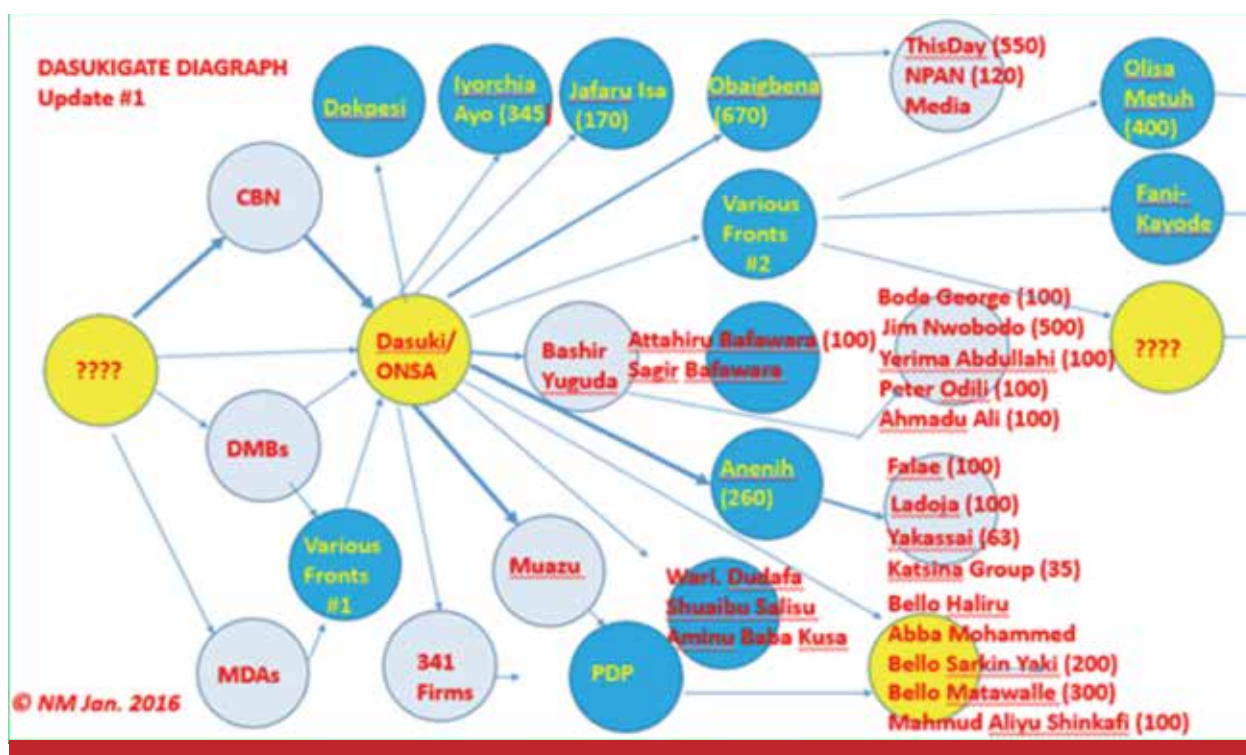 DASUKIGATE DIAGRAPH
Update #1
Dokpesi
Iyorchia
Ayo (345)
Jafaru Isa
(170)
Obaigbena
(670)
ThisDay (550)
NPAN (120)
Media
Olisa
Metuh
(400)
CBN
Various
Fronts
#2
Fani-
Kayode
????
Dasuki/
ONSA
Bashir
Yuguda
Attahiru Bafawara (100)
Sagir Bafawara
Boda George (100)
Jim Nwobodo (500)
Yerima Abdullahi (100)
Peter Odili (100)
Ahmadu Ali (100)
????
DMBs
Anenih
(260)
Falae (100)
Ladoja (100)
Yakassai (63)
Katsina Group (35)
Various
Fronts
#1
Muazu
Wari. Dudafa
Shuaibu Salisu
Aminu Baba Kusa
Bello Haliru
Abba Mohammed
Bello Sarkin Yaki (200)
Bello Matawalle (300)
Mahmud Aliyu Shinkafi (100)
MDAs
341
Firms
PDP
© NM Jan. 2016